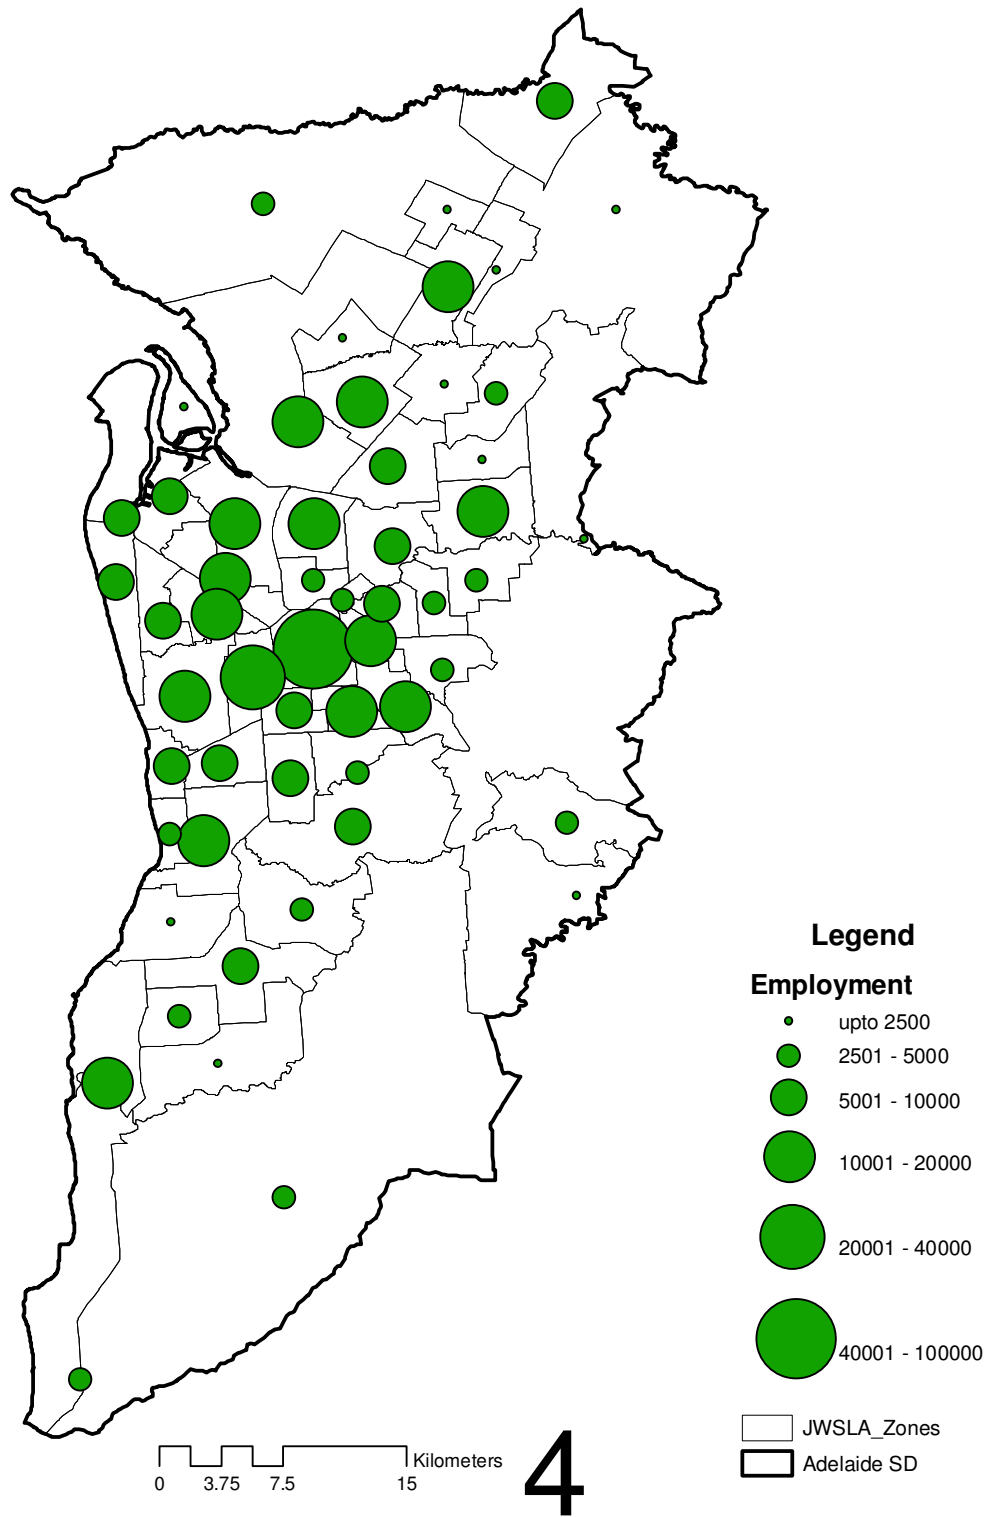 Legend
Employment
upto 2500
2501 - 5000
5001 - 10000
10001 - 20000
20001 - 40000
40001 - 100000
JWSLA_Zones
Adelaide SD
Kilometers
0 3.75 7.5 15
4